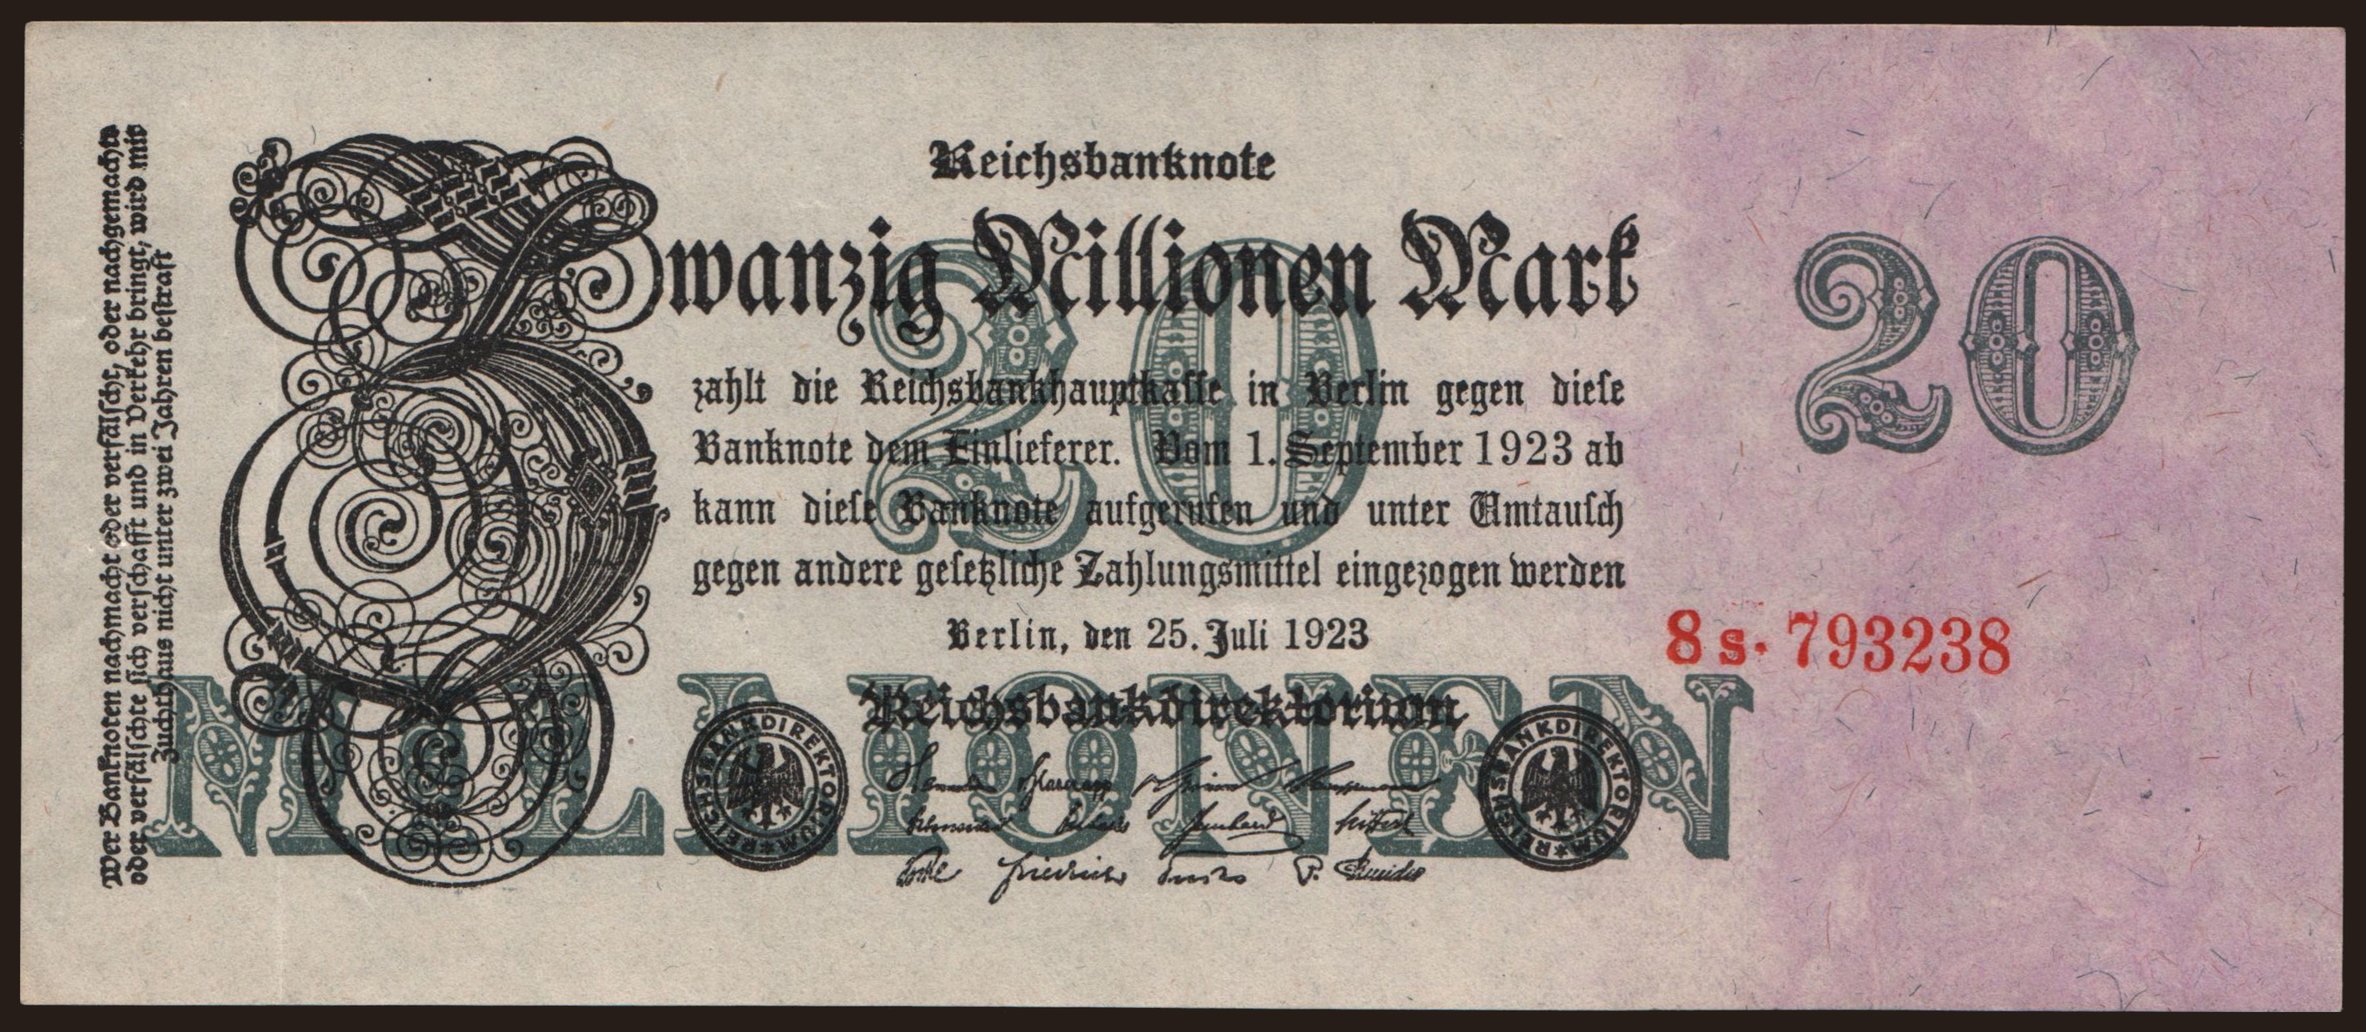 Reichsbanknote
Zwanzig Millionen Mark
20
20
zahlt die Reichsbankhauptkasse in Berlin gegen diese
Banknote dem Einlieferer. Vom 1. September 1923 ab
kann diese Banknote aufgerufen und unter Umtausch
gegen andere gesetzliche Zahlungsmittel eingezogen werden
Berlin, den 25. Juli 1923
8 s· 793238
Reichsbankdirektorium
MILLIONEN
REICHSBANKDIREKTORIUM
REICHSBANKDIREKTORIUM
Wer Banknoten nachmacht oder verfälscht, oder nachgemachte
oder verfälschte sich verschafft und in Verkehr bringt, wird mit
Zuchthaus nicht unter zwei Jahren bestraft